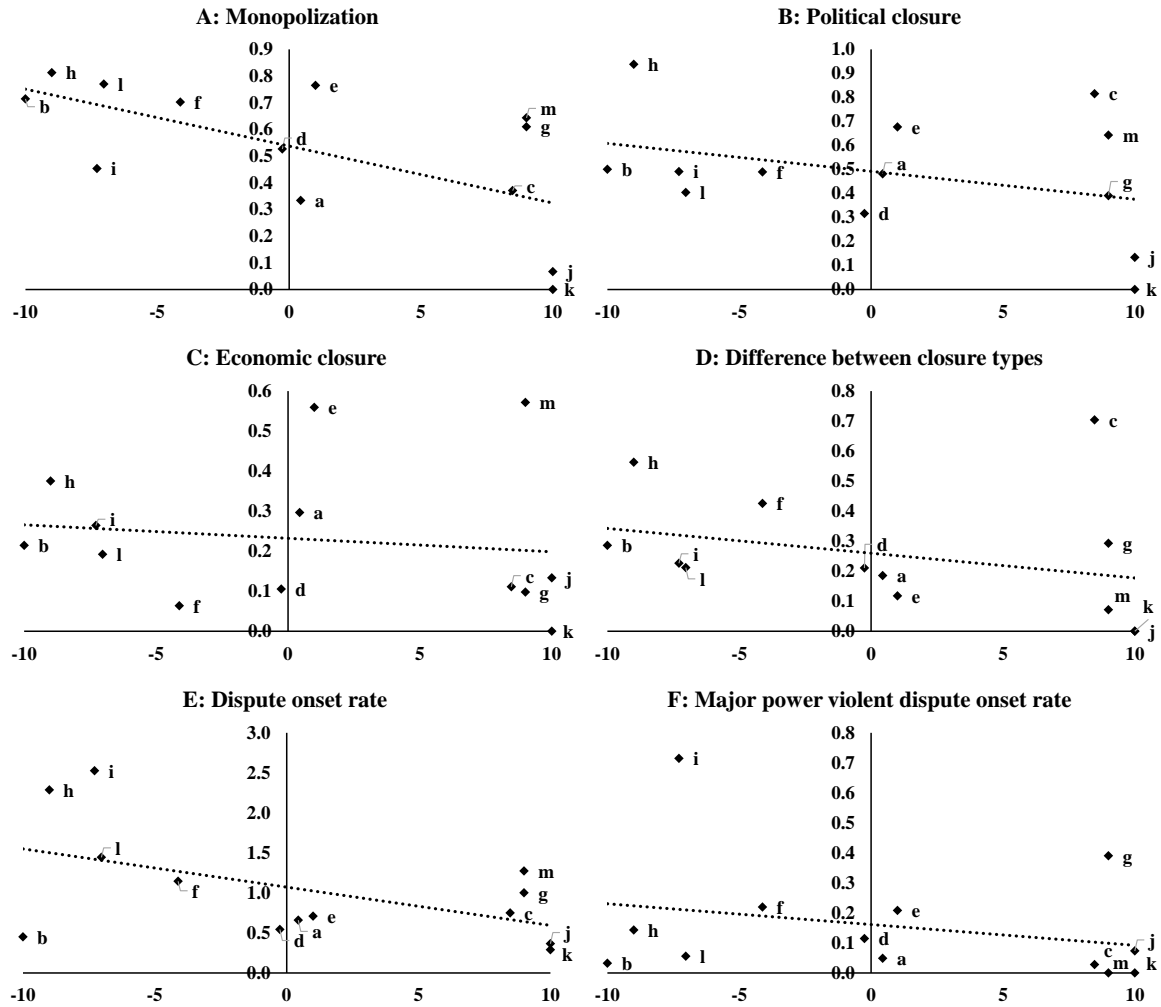 A: Monopolization
0.9
0.8
0.7
0.6
0.5
0.4
0.3
0.2
0.1
0.0
-10
-5
0
5
10
h
l
b
f
e
m
g
d
i
c
a
j
k
B: Political closure
1.0
0.9
0.8
0.7
0.6
0.5
0.4
0.3
0.2
0.1
0.0
-10
-5
0
5
10
h
c
e
m
b
i
f
a
l
g
d
j
k
C: Economic closure
0.6
0.5
0.4
0.3
0.2
0.1
0.0
-10
-5
0
5
10
e
m
h
a
i
b
l
f
d
c
g
j
k
D: Difference between closure types
0.8
0.7
0.6
0.5
0.4
0.3
0.2
0.1
0.0
-10
-5
0
5
10
c
h
f
b
i
l
d
a
e
g
m
k
j
E: Dispute onset rate
3.0
2.5
2.0
1.5
1.0
0.5
0.0
-10
-5
0
5
10
i
h
l
f
b
d
a
e
m
g
c
j
k
F: Major power violent dispute onset rate
0.8
0.7
0.6
0.5
0.4
0.3
0.2
0.1
0.0
-10
-5
0
5
10
i
g
f
e
h
d
l
b
a
c
m
j
k